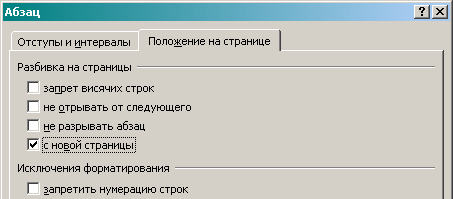 Абзац
Отступы и интервалы Положение на странице
Разбивка на страницы
запрет висячих строк
не отрывать от следующего
не разрывать абзац
с новой страницы
Исключения форматирования
запретить нумерацию строк